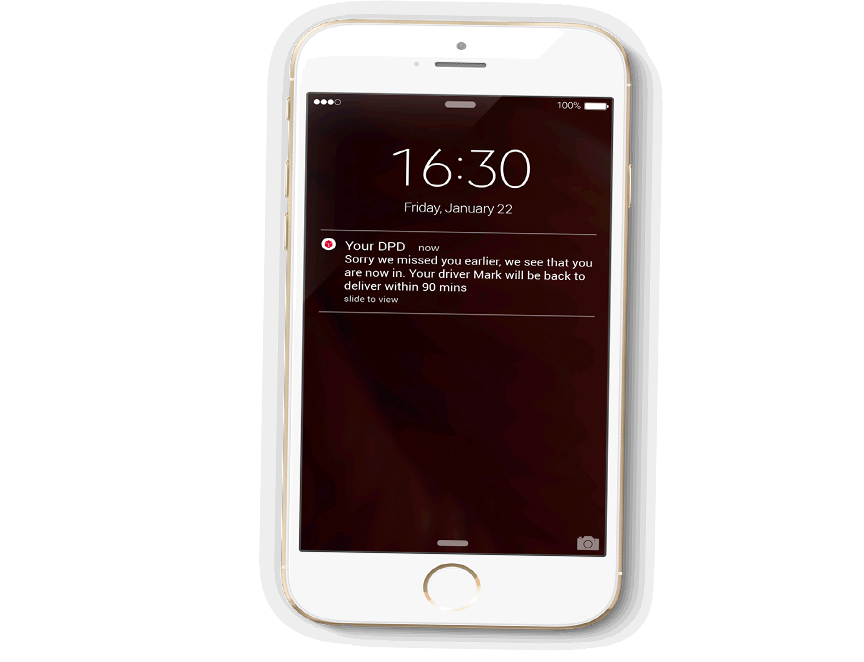 100%
16:30
Friday, January 22
Your DPD now
Sorry we missed you earlier, we see that you
are now in. Your driver Mark will be back to
deliver within 90 mins
slide to view